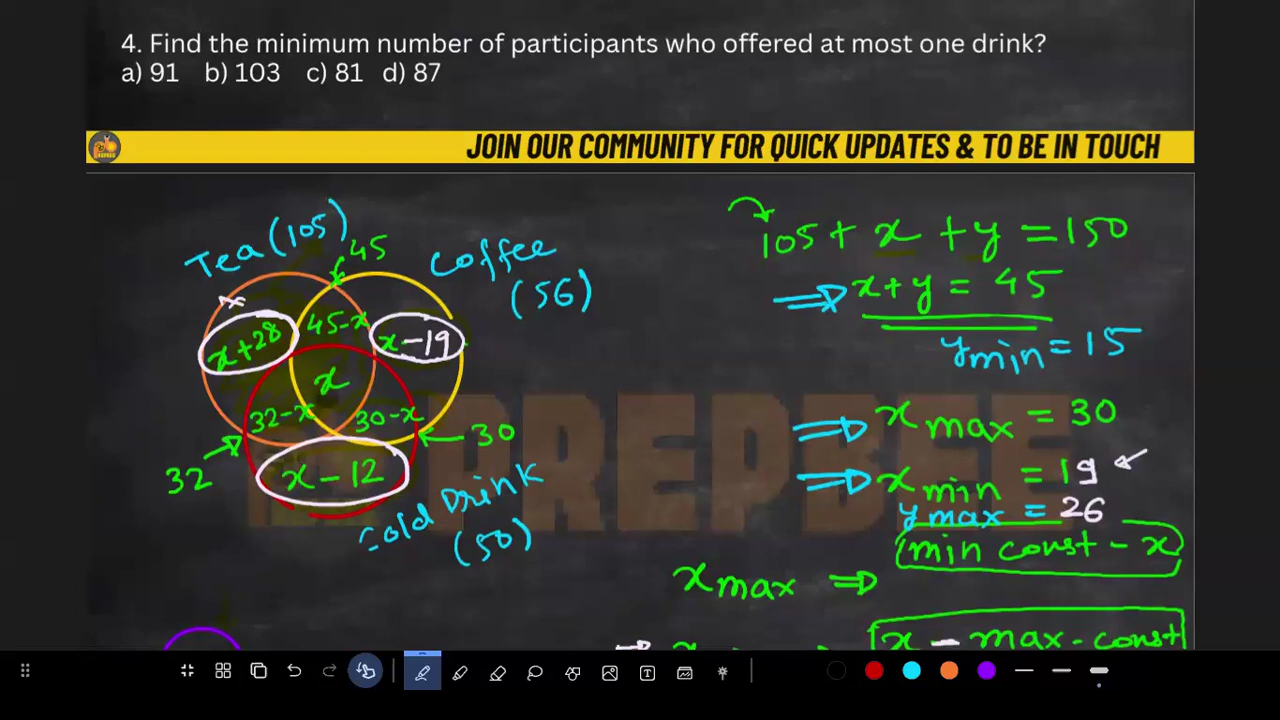 4. Find the minimum number of participants who offered at most one drink?
a) 91 b) 103 c) 81 d) 87
JOIN OUR COMMUNITY FOR QUICK UPDATES & TO BE IN TOUCH
Tea (105)
45
Coffee
(56)
x+28
45-x
x-19
x
32-x
30-x
32
30
x-12
Cold Drink
(50)
105 + x + y = 150
⇒ x+y = 45
ymin = 15
⇒ xmax = 30
⇒ xmin = 19
ymax = 26
(min const - x)
xmax ⇒
x - max - const
PREPBEE
T